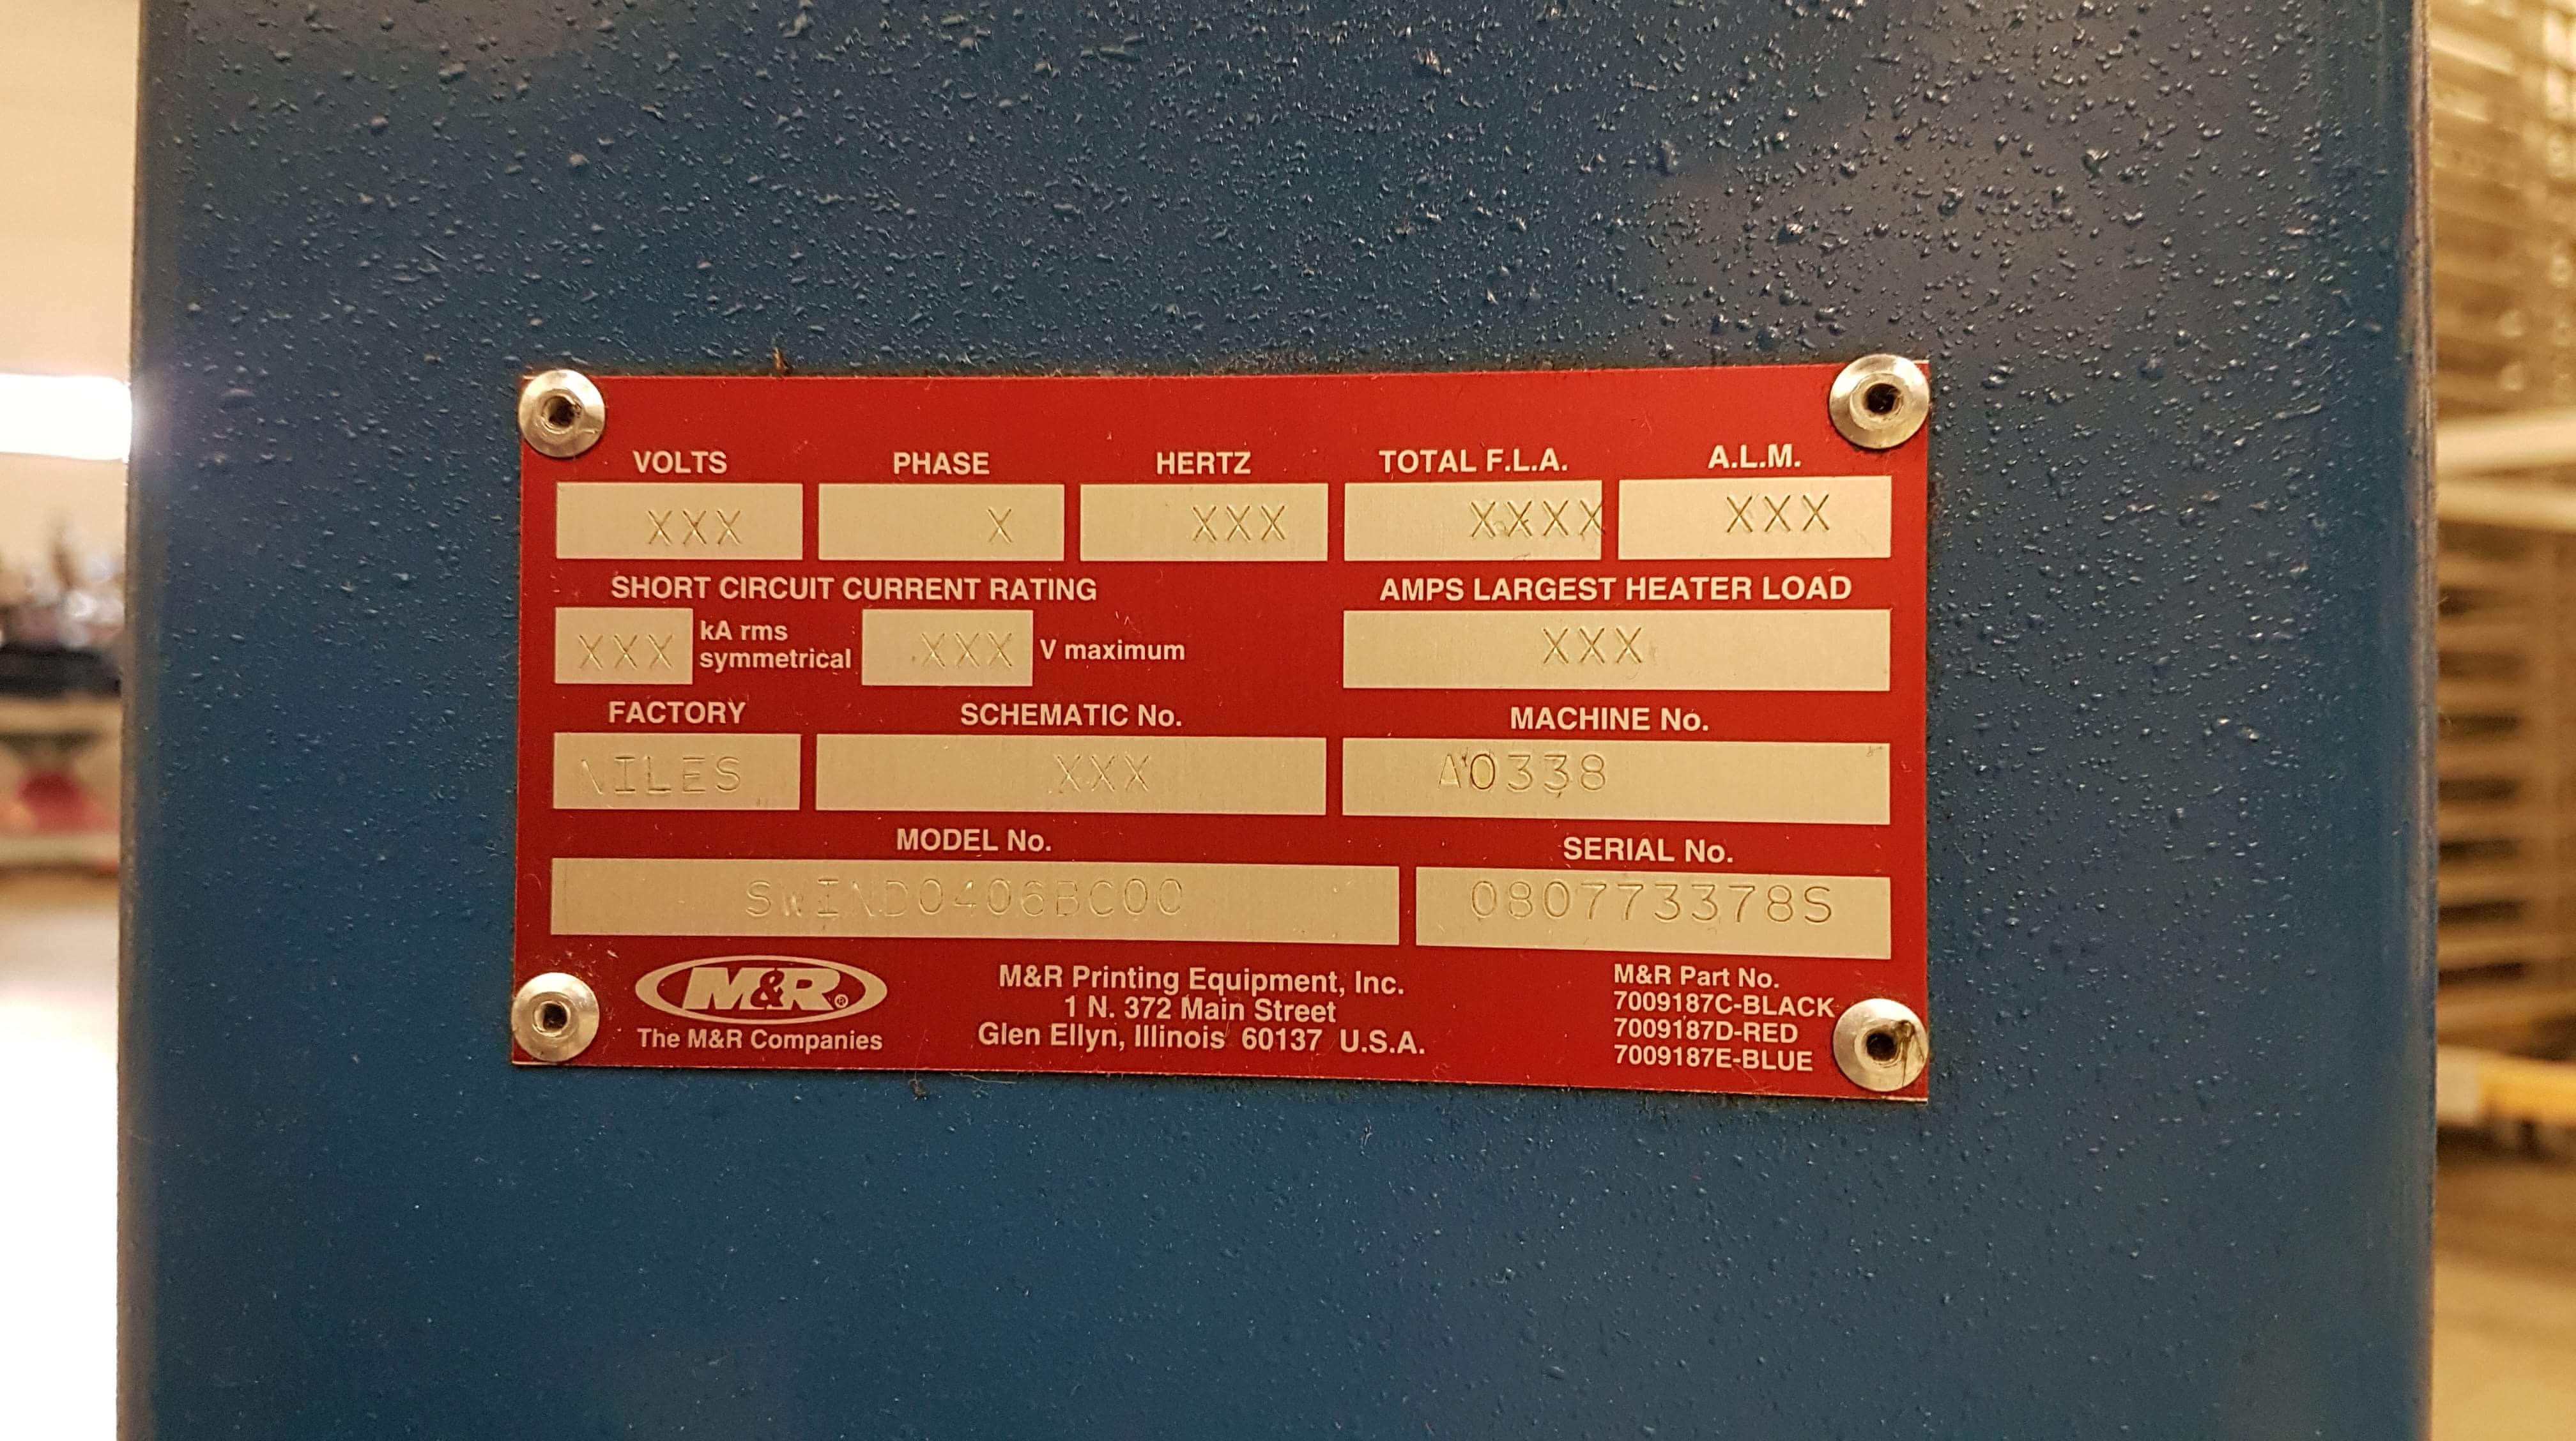 VOLTS PHASE HERTZ TOTAL F.L.A. A.L.M.
XXX X XXX XXXX XXX
SHORT CIRCUIT CURRENT RATING AMPS LARGEST HEATER LOAD
XXX kA rms symmetrical XXX V maximum XXX
FACTORY SCHEMATIC No. MACHINE No.
NILES XXX A0338
MODEL No. SERIAL No.
SWIND0406BC00 080773378S
M&R®
The M&R Companies
M&R Printing Equipment, Inc.
1 N. 372 Main Street
Glen Ellyn, Illinois 60137 U.S.A.
M&R Part No.
7009187C-BLACK
7009187D-RED
7009187E-BLUE